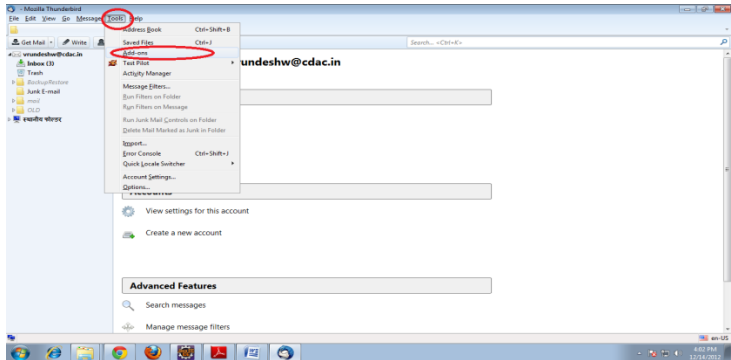 - Mozilla Thunderbird
File Edit View Go Message Tools Help
Address Book Ctrl+Shift+B
Get Mail Write
Saved Files Ctrl+J
Search... <Ctrl+K>
Add-ons
vrundeshw@cdac.in
Inbox (3)
Trash
BackupRestore
Junk E-mail
mail
OLD
स्थानीय फोल्डर
Test Pilot
Activity Manager
Message Filters...
Run Filters on Folder
Run Filters on Message
Run Junk Mail Controls on Folder
Delete Mail Marked as Junk in Folder
Import...
Error Console Ctrl+Shift+J
Quick Locale Switcher
Account Settings...
Options...
rundeshw@cdac.in
Accounts
View settings for this account
Create a new account
Advanced Features
Search messages
Manage message filters
en-US
4:02 PM
12/14/2012